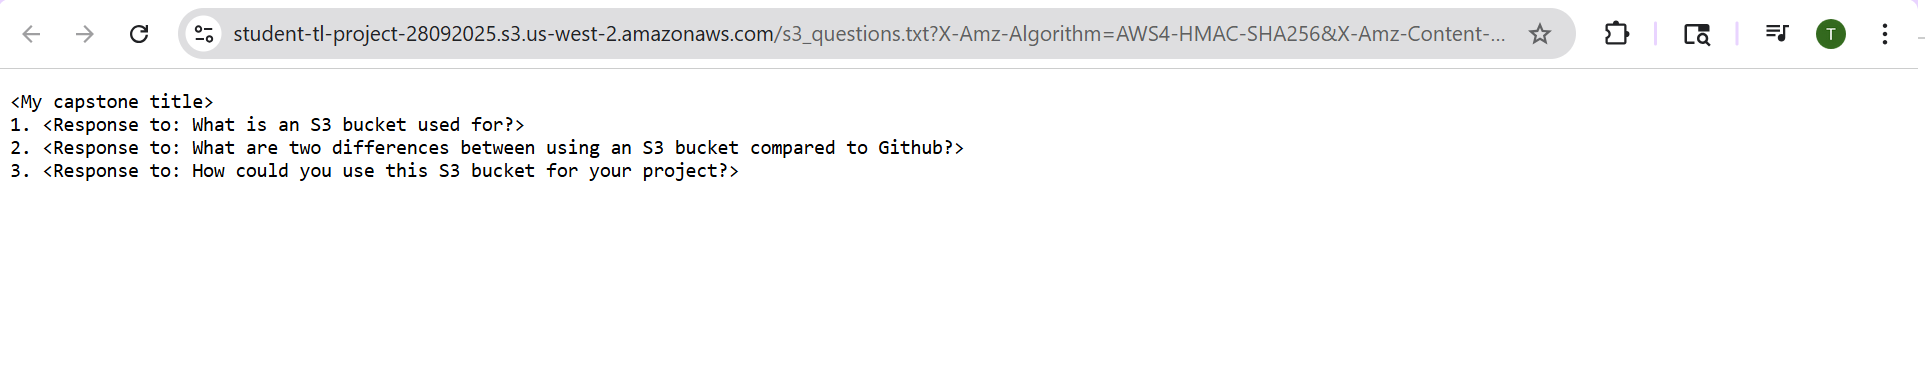 student-tl-project-28092025.s3.us-west-2.amazonaws.com/s3_questions.txt?X-Amz-Algorithm=AWS4-HMAC-SHA256&X-Amz-Content-...
T
<My capstone title>
1. <Response to: What is an S3 bucket used for?>
2. <Response to: What are two differences between using an S3 bucket compared to Github?>
3. <Response to: How could you use this S3 bucket for your project?>